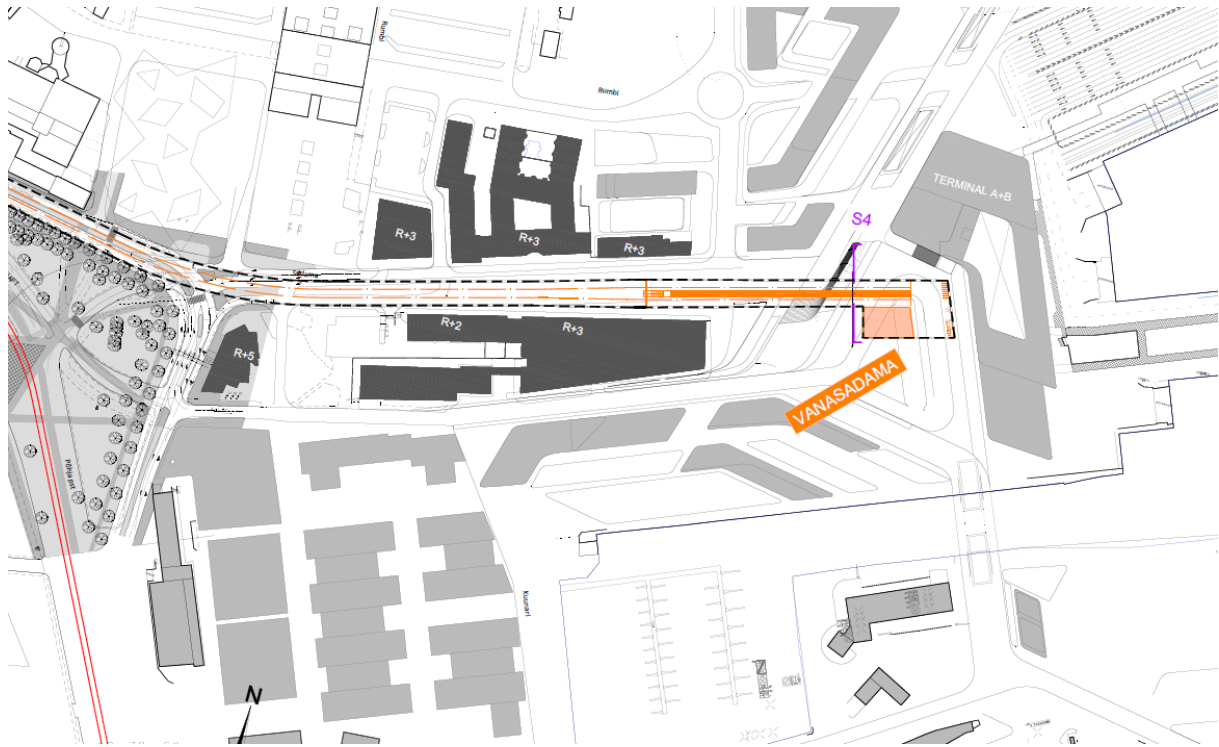 Rumbi
Rumbi
TERMINAL A+B
S4
R+3
R+3
R+3
R+2
R+3
R+5
VANASADAMA
Põhja pst
Kuunari
N